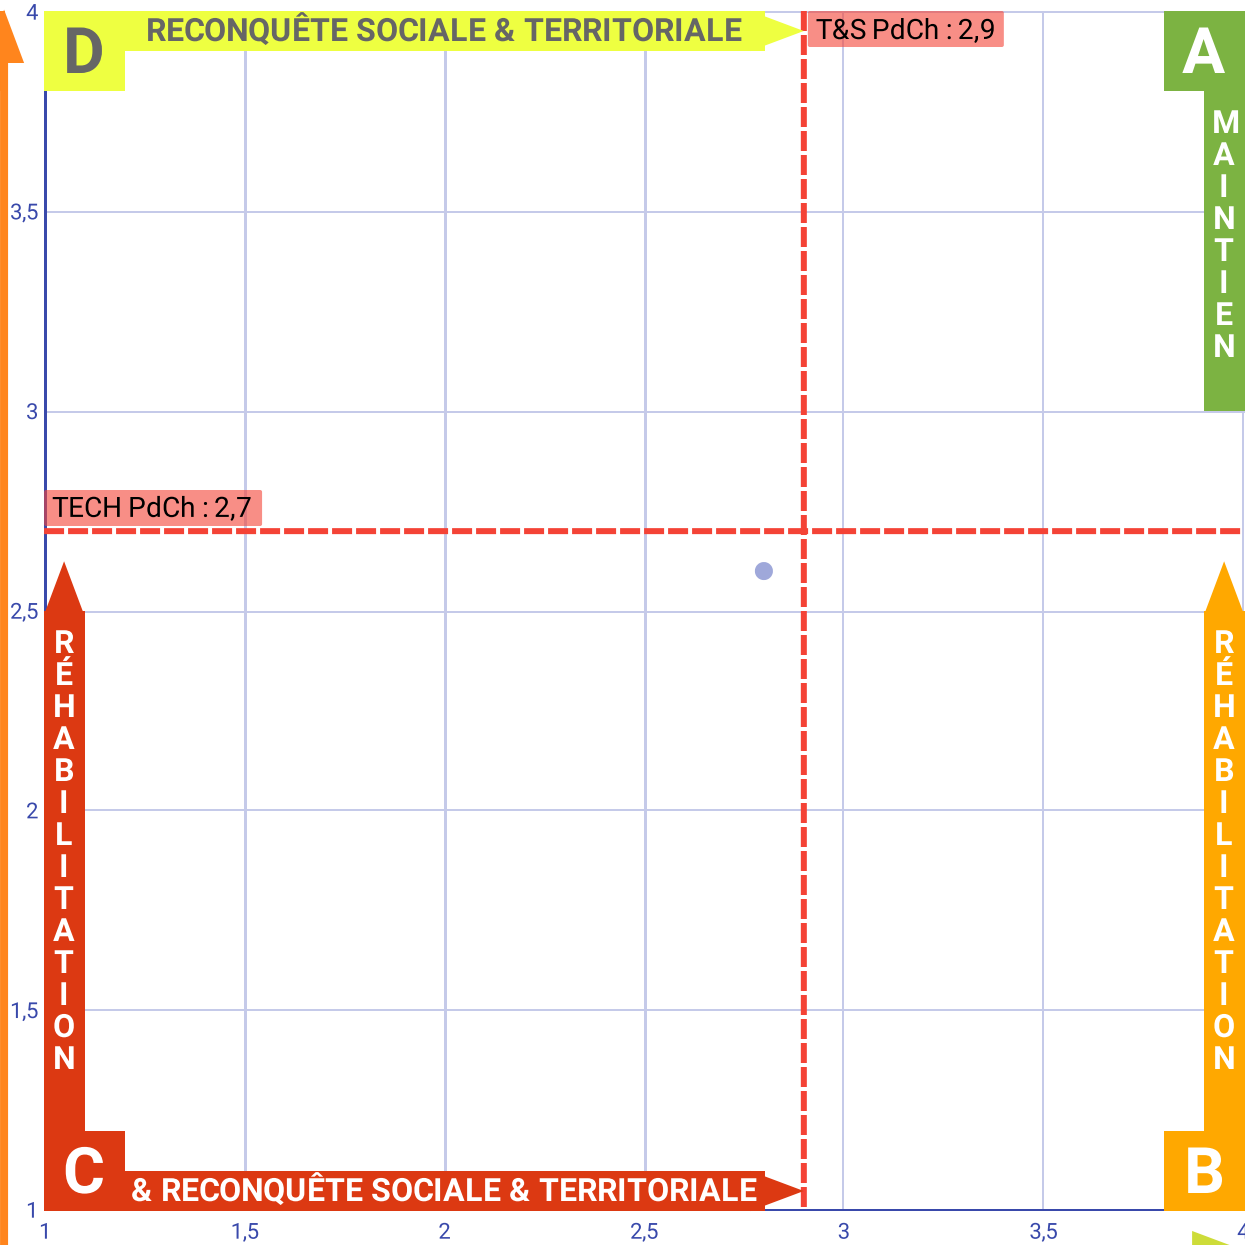 4
D
RECONQUÊTE SOCIALE & TERRITORIALE
T&S PdCh : 2,9
A
MAINTIEN
3,5
3
TECH PdCh : 2,7
2,5
RÉHABILITATION
RÉHABILITATION
2
1,5
C
& RECONQUÊTE SOCIALE & TERRITORIALE
B
1
1 1,5 2 2,5 3 3,5 4